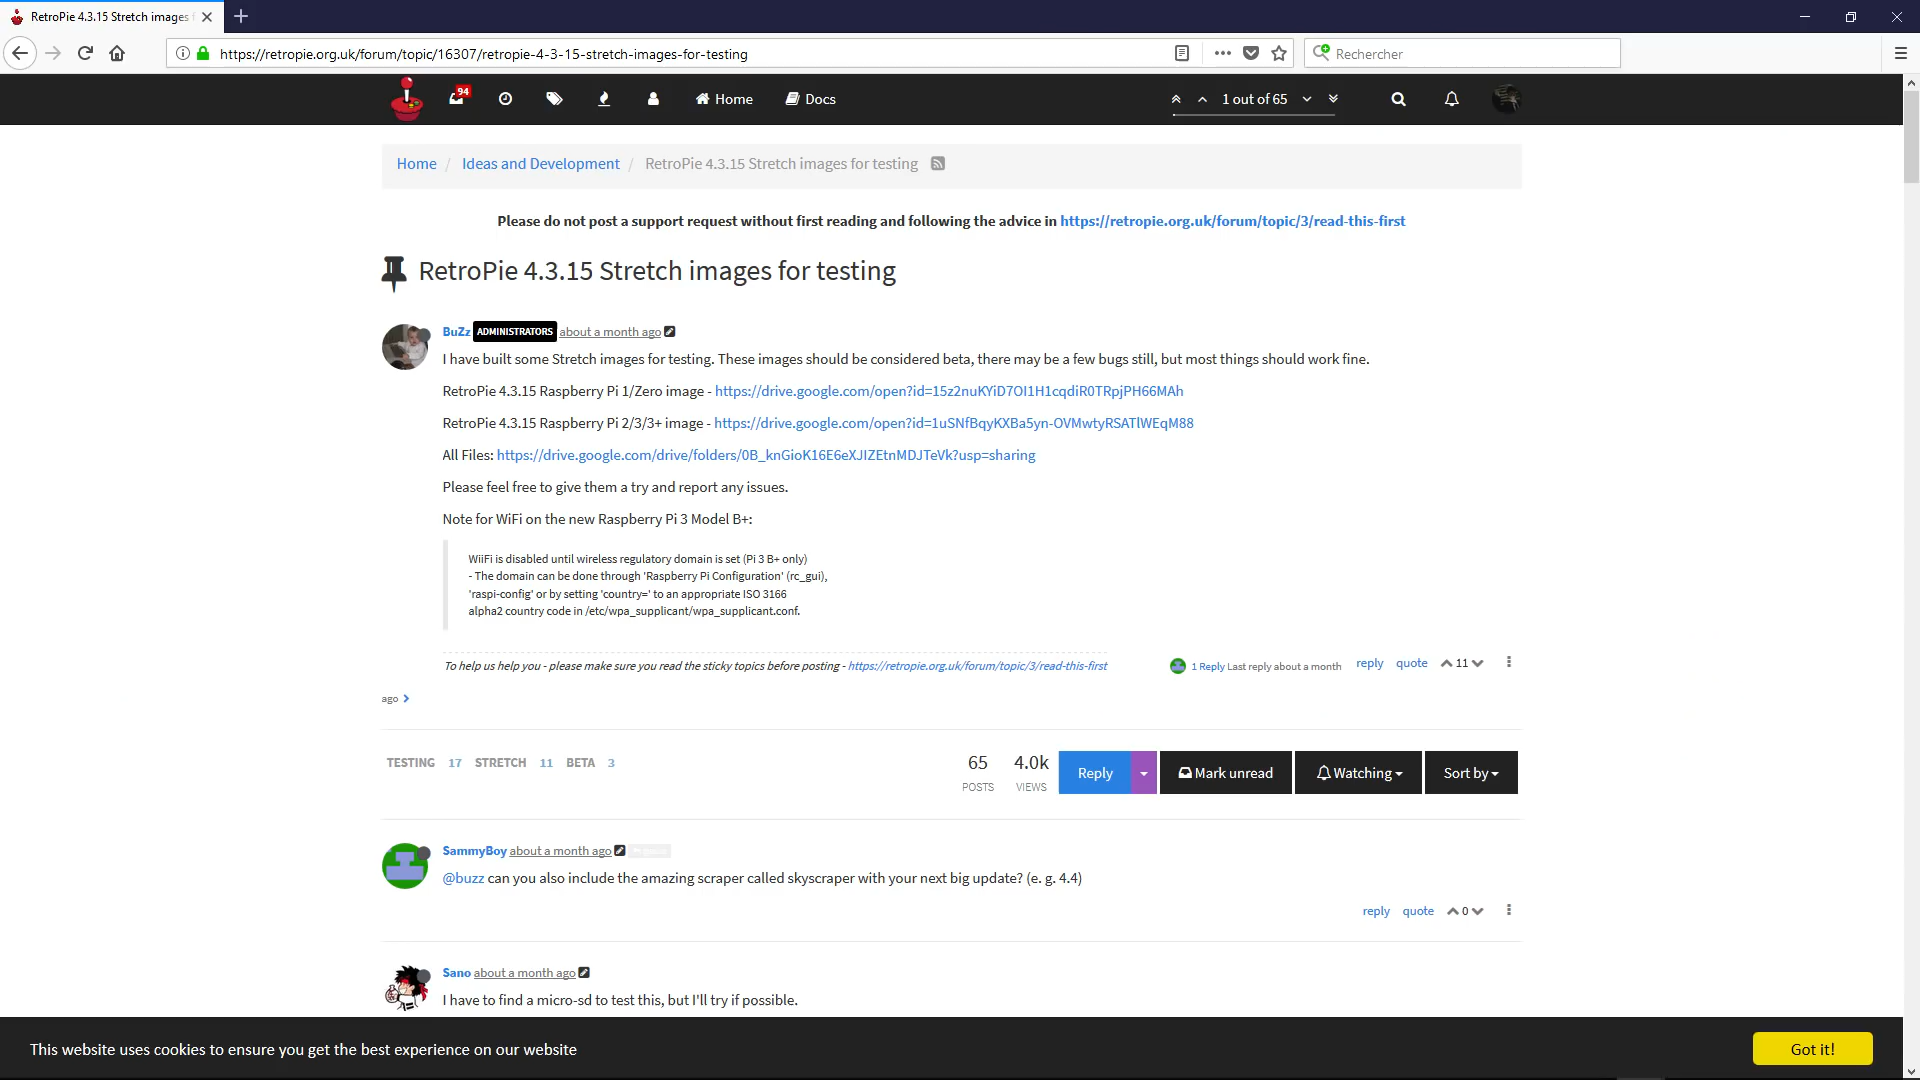 RetroPie 4.3.15 Stretch images
https://retropie.org.uk/forum/topic/16307/retropie-4-3-15-stretch-images-for-testing
Rechercher
94
Home
Docs
1 out of 65
Home / Ideas and Development / RetroPie 4.3.15 Stretch images for testing
Please do not post a support request without first reading and following the advice in https://retropie.org.uk/forum/topic/3/read-this-first
RetroPie 4.3.15 Stretch images for testing
BuZz ADMINISTRATORS about a month ago
I have built some Stretch images for testing. These images should be considered beta, there may be a few bugs still, but most things should work fine.
RetroPie 4.3.15 Raspberry Pi 1/Zero image - https://drive.google.com/open?id=15z2nuKYiD7OI1H1cqdiR0TRpjPH66MAh
RetroPie 4.3.15 Raspberry Pi 2/3/3+ image - https://drive.google.com/open?id=1uSNfBqyKXBa5yn-OVMwtyRSATlWEqM88
All Files: https://drive.google.com/drive/folders/0B_knGioK16E6eXJIZEtnMDJTeVk?usp=sharing
Please feel free to give them a try and report any issues.
Note for WiFi on the new Raspberry Pi 3 Model B+:
WiiFi is disabled until wireless regulatory domain is set (Pi 3 B+ only)
- The domain can be done through 'Raspberry Pi Configuration' (rc_gui),
'raspi-config' or by setting 'country=' to an appropriate ISO 3166
alpha2 country code in /etc/wpa_supplicant/wpa_supplicant.conf.
To help us help you - please make sure you read the sticky topics before posting - https://retropie.org.uk/forum/topic/3/read-this-first
1 Reply Last reply about a month
ago
reply quote 11
TESTING 17 STRETCH 11 BETA 3
65 POSTS
4.0k VIEWS
Reply
Mark unread
Watching
Sort by
SammyBoy about a month ago
@buzz can you also include the amazing scraper called skyscraper with your next big update? (e. g. 4.4)
reply quote 0
Sano about a month ago
I have to find a micro-sd to test this, but I'll try if possible.
This website uses cookies to ensure you get the best experience on our website
Got it!